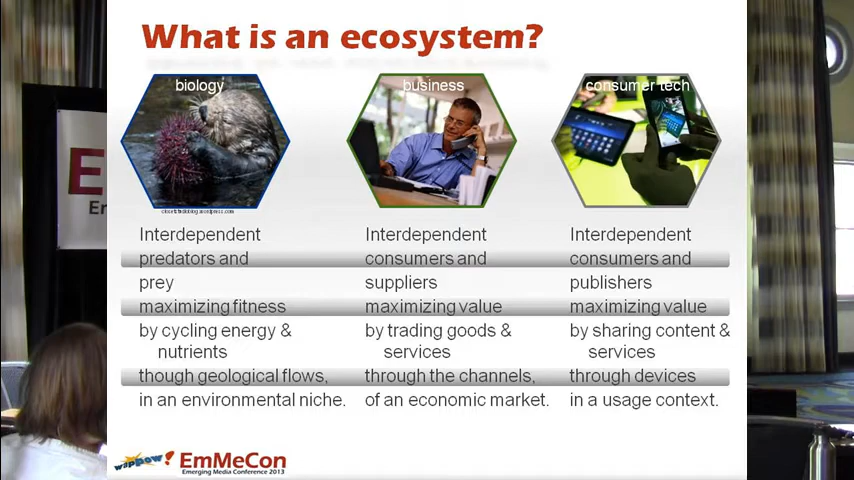 What is an ecosystem?
biology
business
consumer tech
Interdependent
predators and
prey
maximizing fitness
by cycling energy &
nutrients
though geological flows,
in an environmental niche.
Interdependent
consumers and
suppliers
maximizing value
by trading goods &
services
through the channels,
of an economic market.
Interdependent
consumers and
publishers
maximizing value
by sharing content &
services
through devices
in a usage context.
EmMeCon
Emerging Media Conference 2013
E